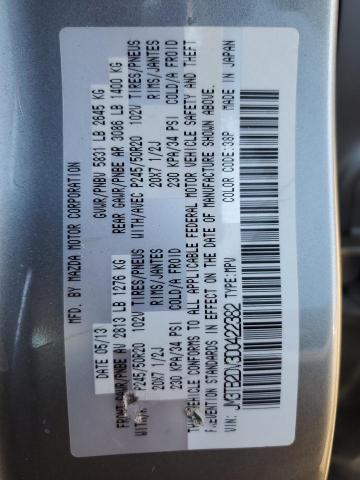 MFD BY MAZDA MOTOR CORPORATION
DATE 05/13 GVWR/PNBV 5831 LB 2645 KG
FRONT GAWR/PNBE AV 2813 LB 1276 KG REAR GAWR/PNBE AR 3086 LB 1400 KG
WITH/AVEC P245/50R20 102V TIRES/PNEUS WITH/AVEC P245/50R20 102V TIRES/PNEUS
20X7 1/2J RIMS/JANTES 20X7 1/2J RIMS/JANTES
230 KPA/34 PSI COLD/A FROID 230 KPA/34 PSI COLD/A FROID
THIS VEHICLE CONFORMS TO ALL APPLICABLE FEDERAL MOTOR VEHICLE SAFETY AND THEFT
PREVENTION STANDARDS IN EFFECT ON THE DATE OF MANUFACTURE SHOWN ABOVE.
VIN: JM3TB2DV3D0422382 TYPE: MPV COLOR CODE: 38P MADE IN JAPAN